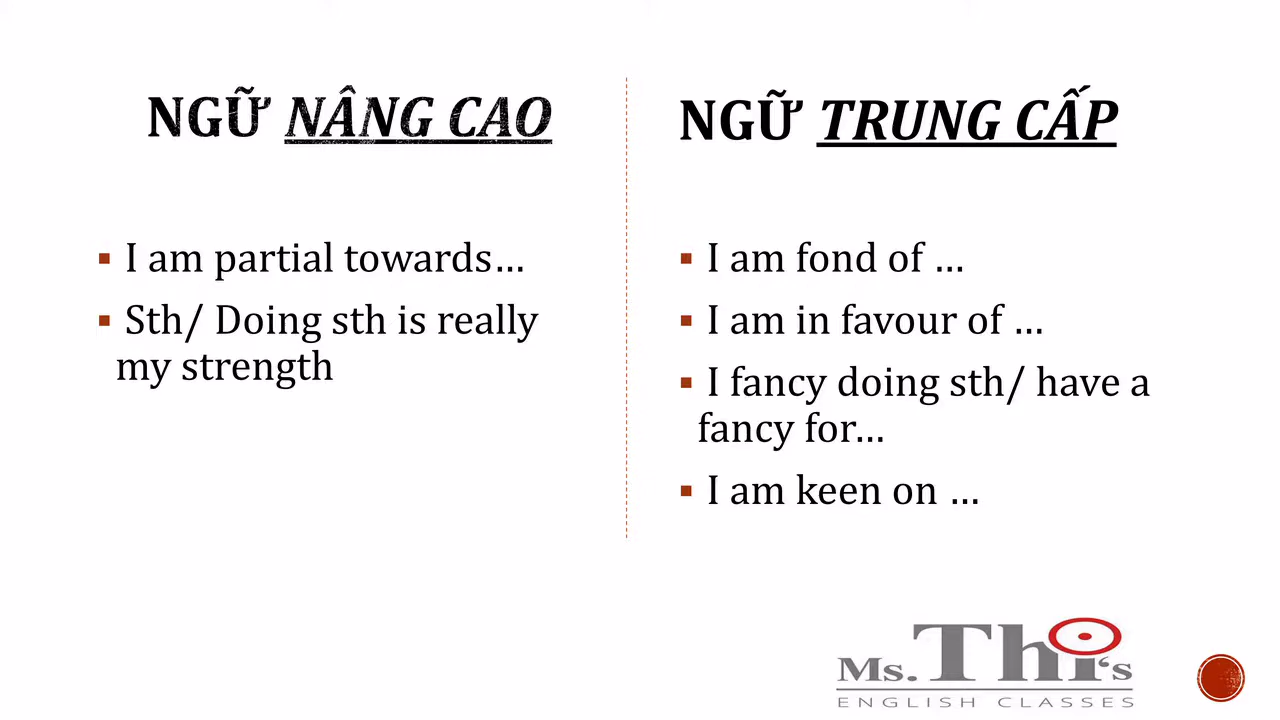 NGỮ NÂNG CAO
I am partial towards…
Sth/ Doing sth is really
my strength
NGỮ TRUNG CẤP
I am fond of …
I am in favour of …
I fancy doing sth/ have a
fancy for…
I am keen on …
Ms. Thi's
ENGLISH CLASSES